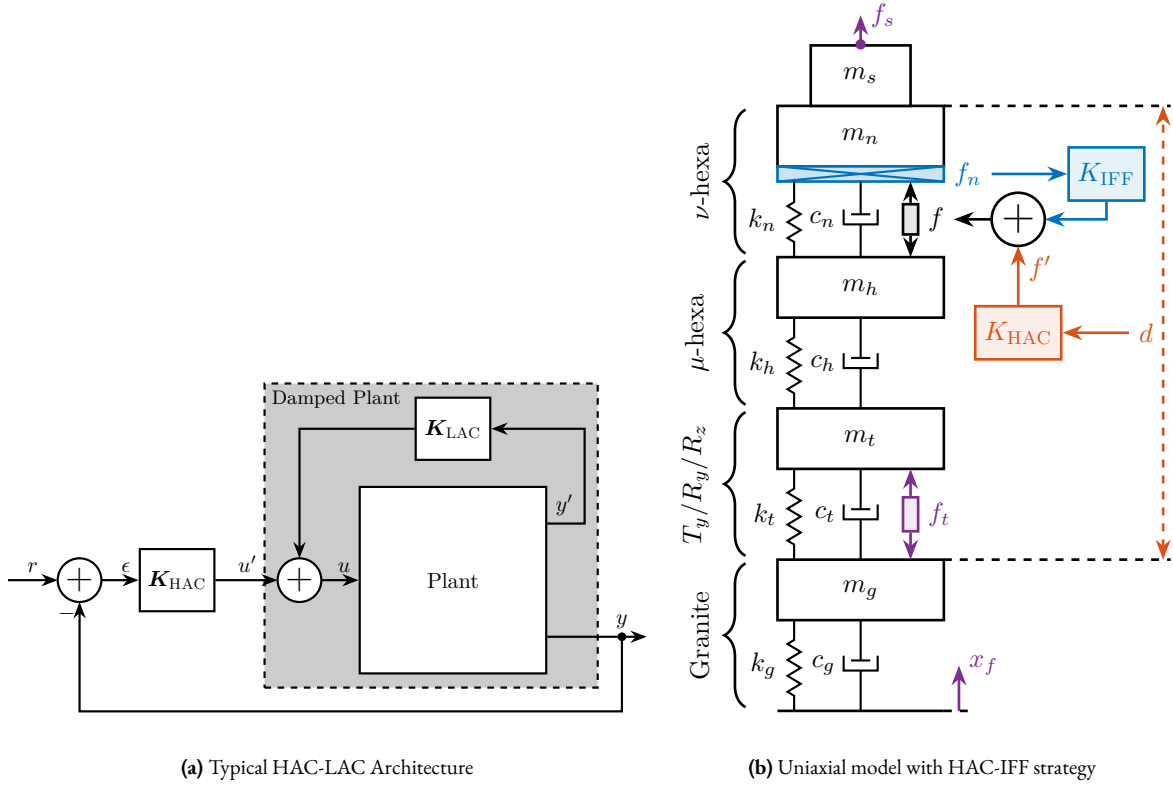 Damped Plant
K_LAC
y′
r
+
−
ϵ
K_HAC
u′
+
u
Plant
y
(a) Typical HAC-LAC Architecture
f_s
m_s
m_n
ν-hexa
k_n
c_n
f
f_n
K_IFF
+
f′
K_HAC
d
m_h
μ-hexa
k_h
c_h
m_t
T_y/R_y/R_z
k_t
c_t
f_t
m_g
Granite
k_g
c_g
x_f
(b) Uniaxial model with HAC-IFF strategy